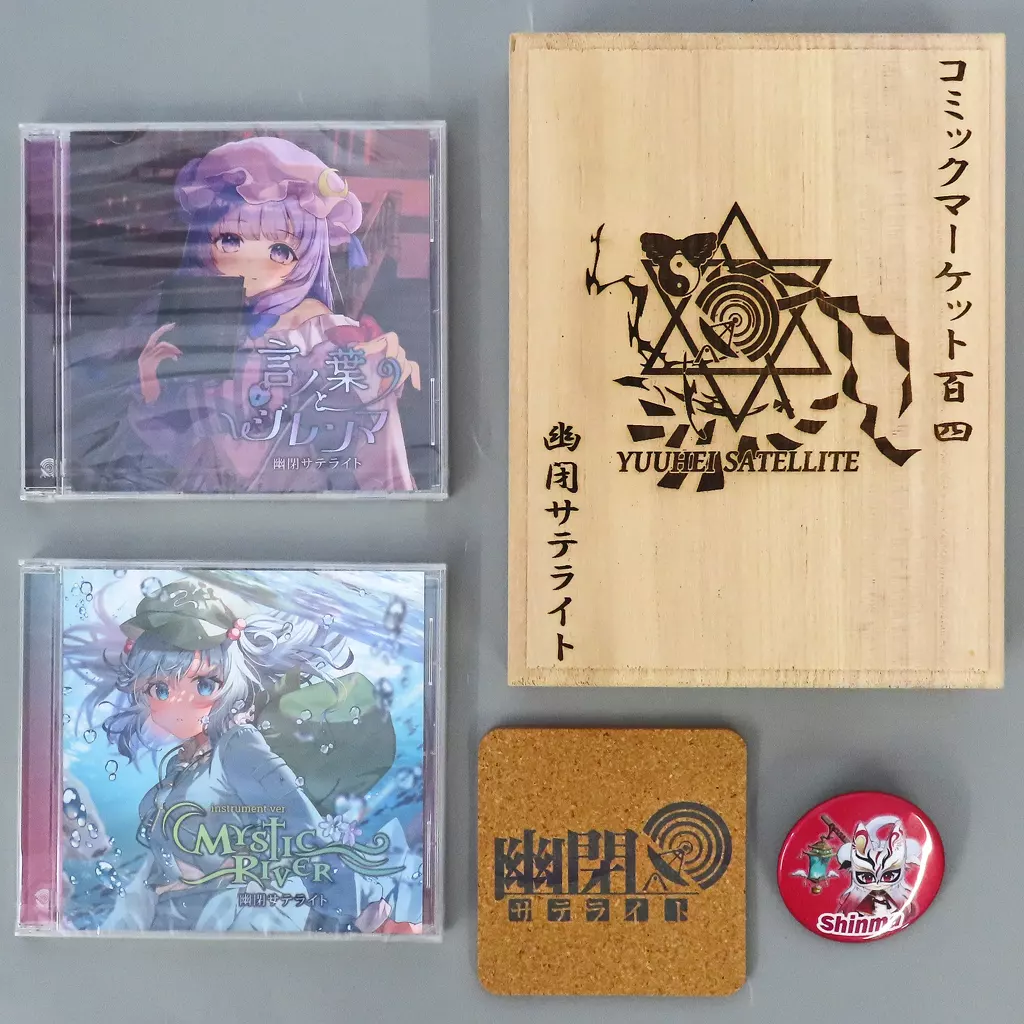 言ノ葉
と
ジレンマ
幽閉サテライト
instrument ver
MYSTIC
RIVER
幽閉サテライト
コミックマーケット百四
YUUHEI SATELLITE
幽閉サテライト
幽閉
サテライト